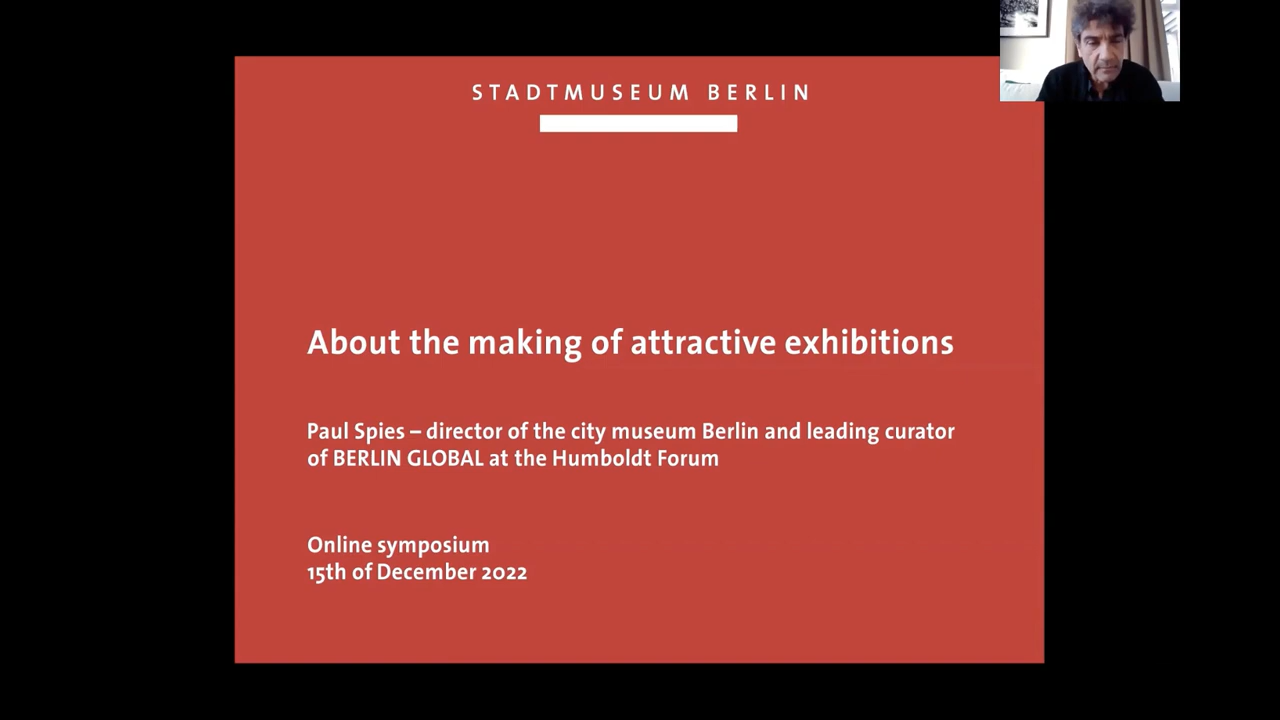 STADTMUSEUM BERLIN
About the making of attractive exhibitions
Paul Spies – director of the city museum Berlin and leading curator
of BERLIN GLOBAL at the Humboldt Forum
Online symposium
15th of December 2022